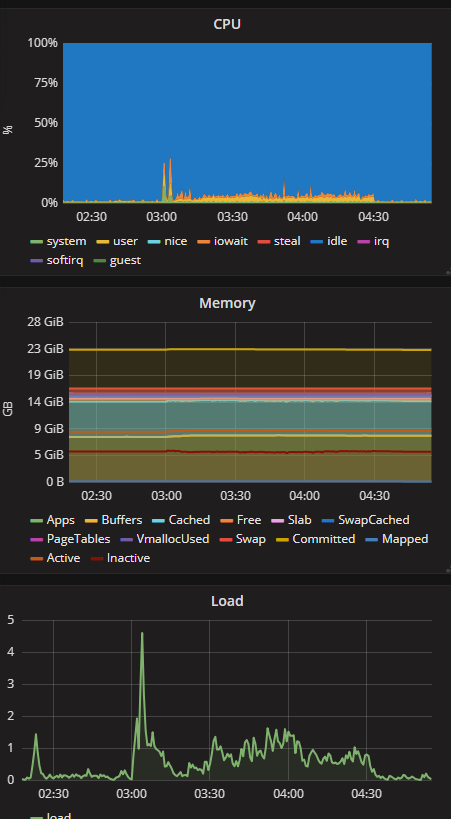 CPU
100%
75%
50%
25%
0%
%
02:30 03:00 03:30 04:00 04:30
system user nice iowait steal idle irq
softirq guest
Memory
28 GiB
23 GiB
19 GiB
14 GiB
9 GiB
5 GiB
0 B
GB
02:30 03:00 03:30 04:00 04:30
Apps Buffers Cached Free Slab SwapCached
PageTables VmallocUsed Swap Committed Mapped
Active Inactive
Load
5
4
3
2
1
0
02:30 03:00 03:30 04:00 04:30
load